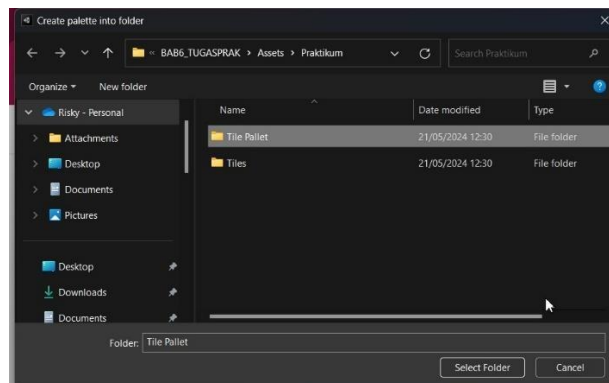 Create palette into folder
« BAB6_TUGASPRAK > Assets > Praktikum
Search Praktikum
Organize
New folder
Risky - Personal
Attachments
Desktop
Documents
Pictures
Desktop
Downloads
Documents
Name Date modified Type
Tile Pallet 21/05/2024 12:30 File folder
Tiles 21/05/2024 12:30 File folder
Folder: Tile Pallet
Select Folder Cancel